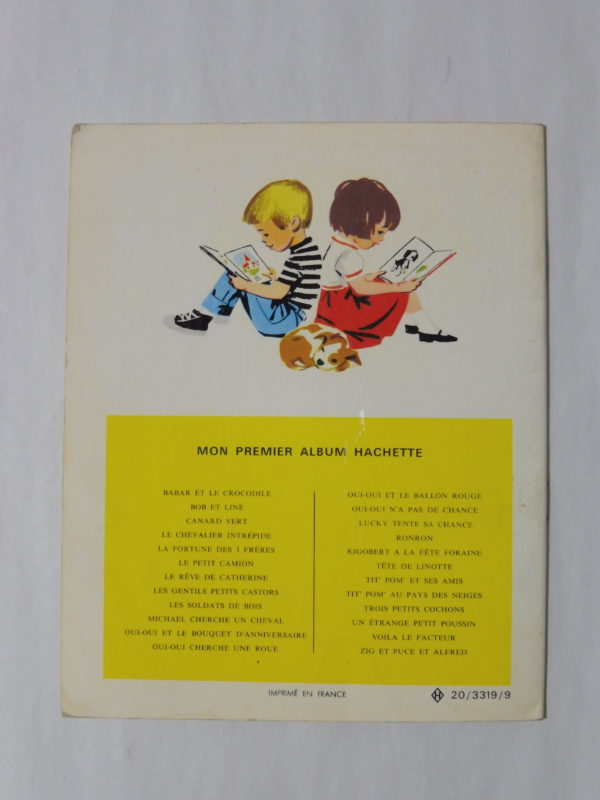 MON PREMIER ALBUM HACHETTE
BABAR ET LE CROCODILE
BOB ET LINE
CANARD VERT
LE CHEVALIER INTRÉPIDE
LA FORTUNE DES 3 FRÈRES
LE PETIT CAMION
LE RÊVE DE CATHERINE
LES GENTILS PETITS CASTORS
LES SOLDATS DE BOIS
MICHAEL CHERCHE UN CHEVAL
OUI-OUI ET LE BOUQUET D'ANNIVERSAIRE
OUI-OUI CHERCHE UNE ROUE
OUI-OUI ET LE BALLON ROUGE
OUI-OUI N'A PAS DE CHANCE
LUCKY TENTE SA CHANCE
RONRON
RIGOBERT A LA FÊTE FORAINE
TÊTE DE LINOTTE
TIT' POM' ET SES AMIS
TIT' POM' AU PAYS DES NEIGES
TROIS PETITS COCHONS
UN ÉTRANGE PETIT POUSSIN
VOILA LE FACTEUR
ZIG ET PUCE ET ALFRED
IMPRIMÉ EN FRANCE
H 20/3319/9